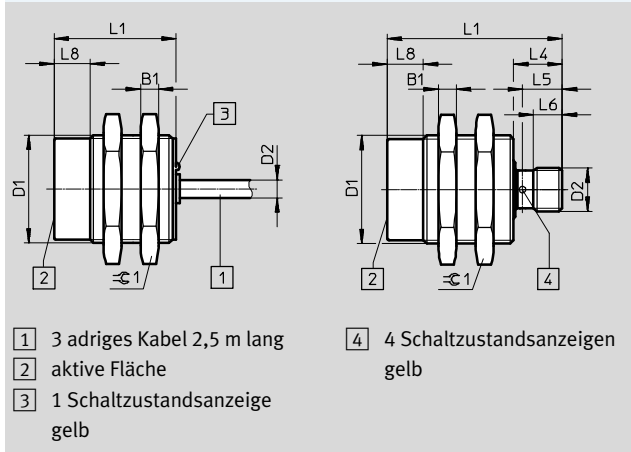 L1
L8
B1
3
D1
D2
2
1
1
L1
L8
L4
B1
L5
L6
D1
D2
2
1
4
1 3 adriges Kabel 2,5 m lang
2 aktive Fläche
3 1 Schaltzustandsanzeige
gelb
4 4 Schaltzustandsanzeigen
gelb